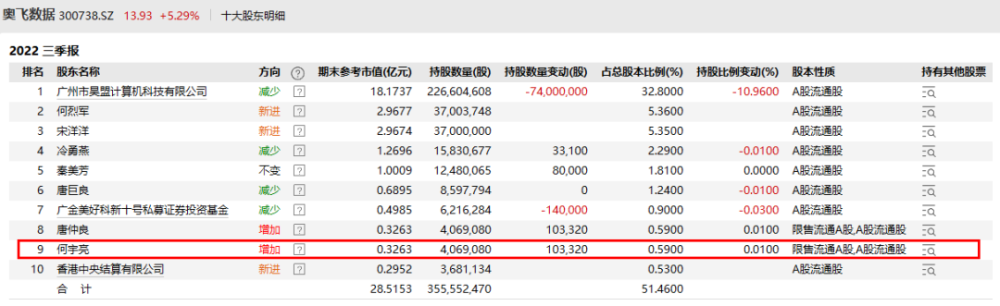 奥飞数据 300738.SZ 13.93 +5.29% 十大股东明细
2022 三季报
排名 股东名称 方向 ? 期末参考市值(亿元) 持股数量(股) 持股数量变动(股) 占总股本比例(%) 持股比例变动(%) 股本性质 持有其他股票
1 广州市昊盟计算机科技有限公司 减少 ? 18.1737 226,604,608 -74,000,000 32.8000 -10.9600 A股流通股
2 何烈军 新进 ? 2.9677 37,003,748 5.3600 A股流通股
3 宋洋洋 新进 ? 2.9674 37,000,000 5.3500 A股流通股
4 冷勇燕 减少 ? 1.2696 15,830,677 33,100 2.2900 -0.0100 A股流通股
5 秦美芳 不变 ? 1.0009 12,480,065 80,000 1.8100 0.0000 A股流通股
6 唐巨良 减少 ? 0.6895 8,597,794 0 1.2400 -0.0100 A股流通股
7 广金美好科新十号私募证券投资基金 减少 ? 0.4985 6,216,284 -140,000 0.9000 -0.0300 A股流通股
8 唐仲良 增加 ? 0.3263 4,069,080 103,320 0.5900 0.0100 限售流通A股,A股流通股
9 何宇亮 增加 ? 0.3263 4,069,080 103,320 0.5900 0.0100 限售流通A股,A股流通股
10 香港中央结算有限公司 新进 ? 0.2952 3,681,134 0.5300 A股流通股
合 计 28.5153 355,552,470 51.4600